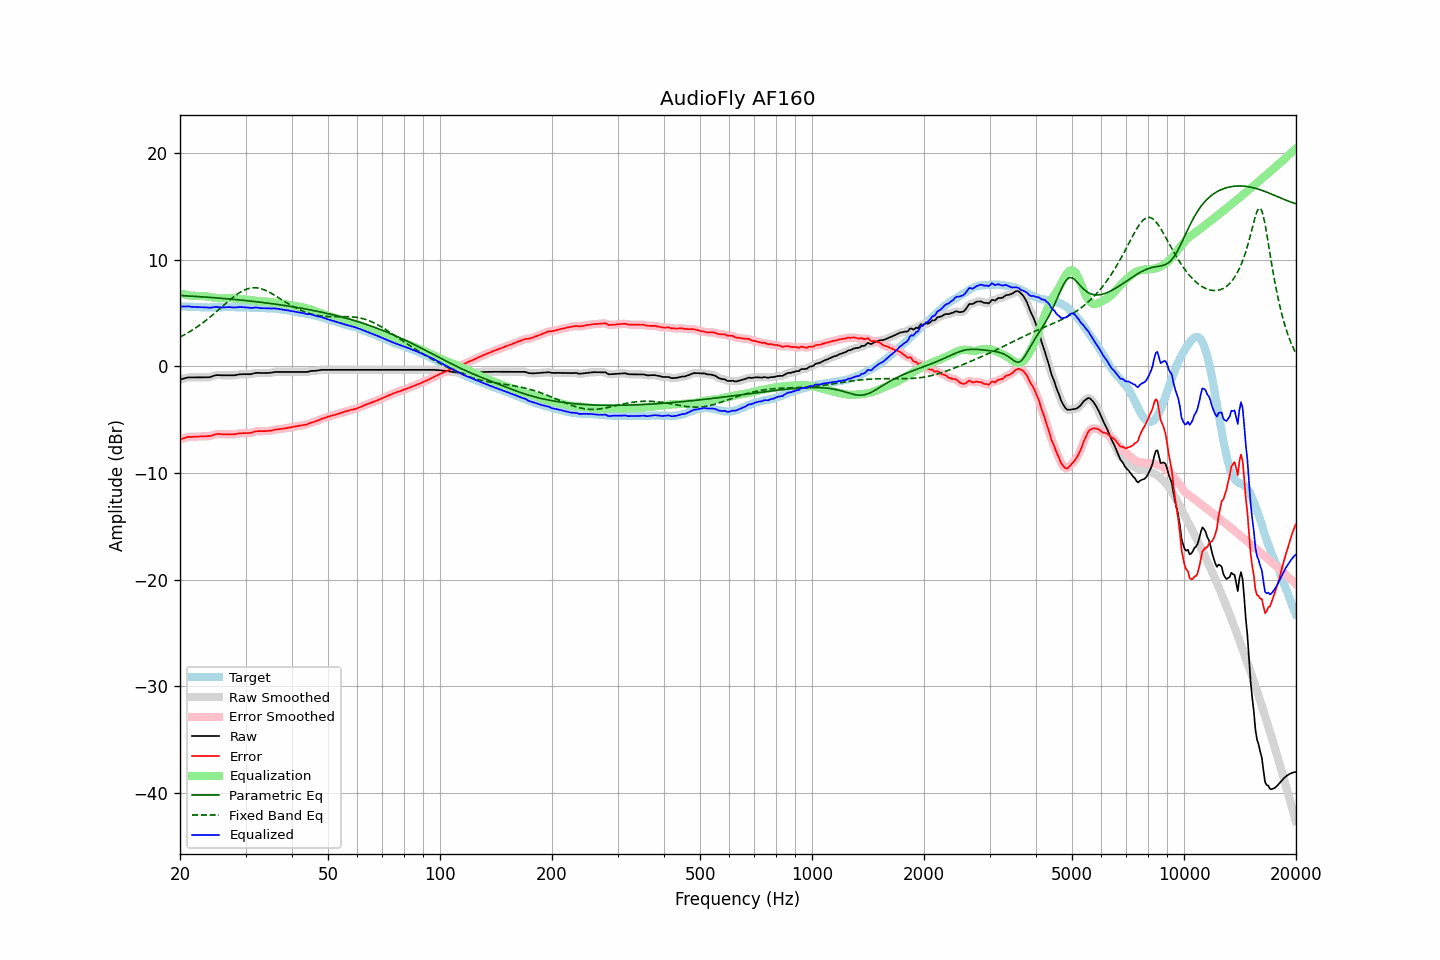 AudioFly AF160
Amplitude (dBr)
20
10
0
−10
−20
−30
−40
Target
Raw Smoothed
Error Smoothed
Raw
Error
Equalization
Parametric Eq
Fixed Band Eq
Equalized
20 50 100 200 500 1000 2000 5000 10000 20000
Frequency (Hz)